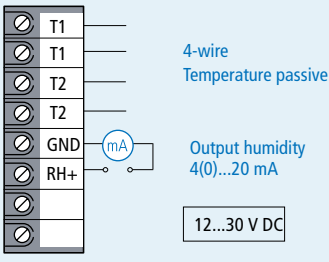 T1
T1
4-wire
T2
Temperature passive
T2
GND
mA
Output humidity
RH+
4(0)...20 mA
12...30 V DC